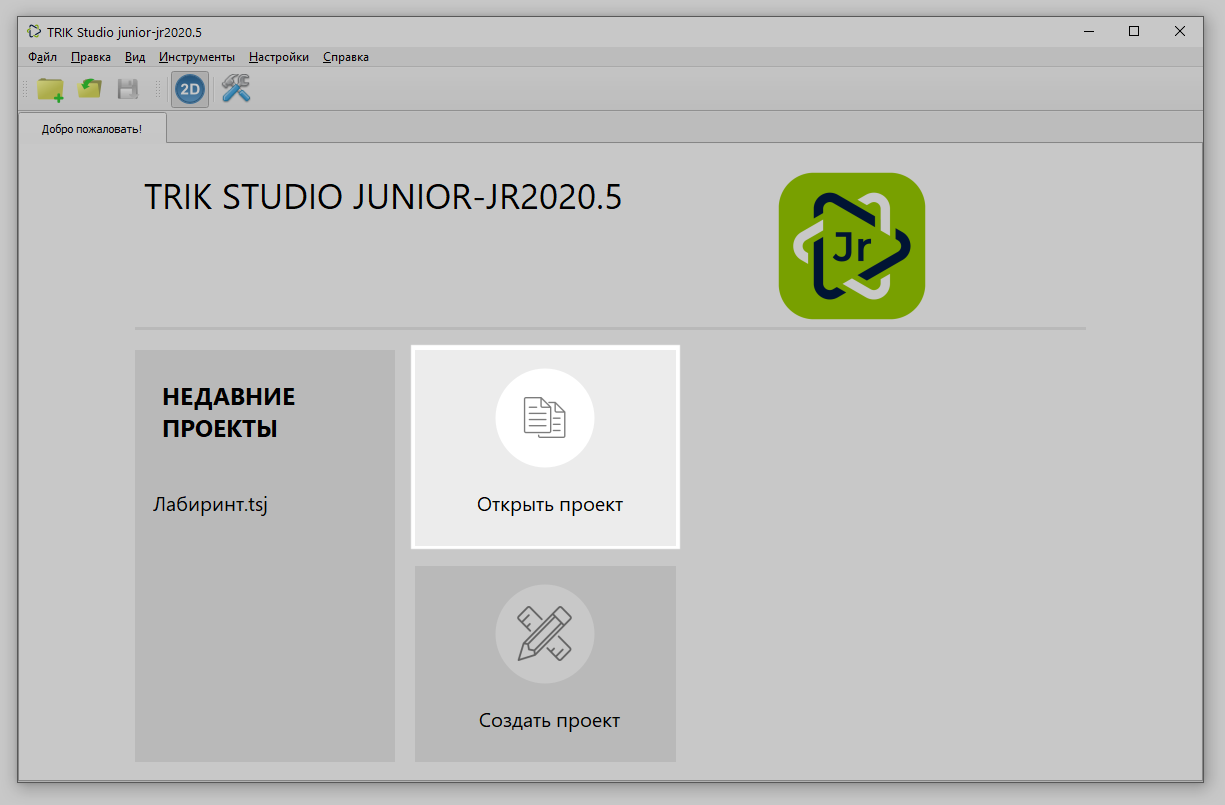 TRIK Studio junior-jr2020.5
Файл Правка Вид Инструменты Настройки Справка
2D
Добро пожаловать!
TRIK STUDIO JUNIOR-JR2020.5
Jr
НЕДАВНИЕ
ПРОЕКТЫ
Лабиринт.tsj
Открыть проект
Создать проект